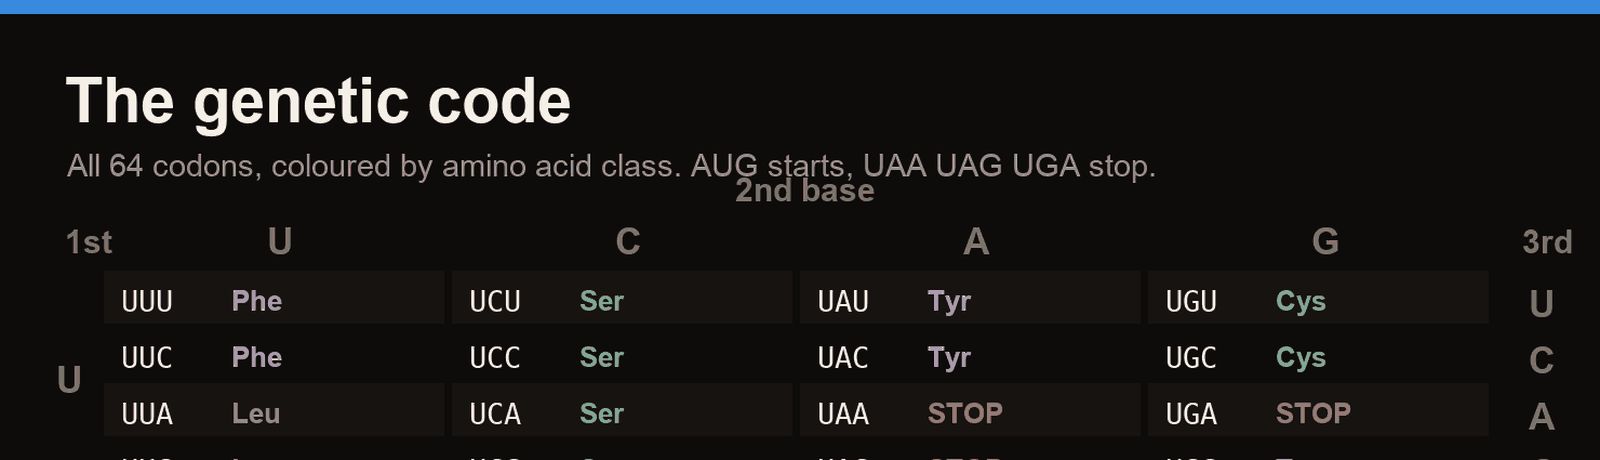 The genetic code
All 64 codons, coloured by amino acid class. AUG starts, UAA UAG UGA stop.
2nd base
1st U C A G 3rd
UUU Phe UCU Ser UAU Tyr UGU Cys U
UUC Phe UCC Ser UAC Tyr UGC Cys C
U
UUA Leu UCA Ser UAA STOP UGA STOP A